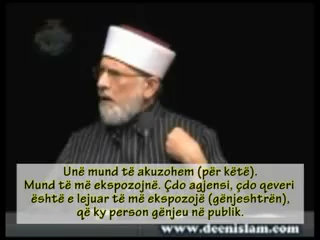 Unë mund të akuzohem (për këtë).
Mund të më ekspozojnë. Çdo agjensi, çdo qeveri
është e lejuar të më ekspozojë (gënjeshtrën),
që ky person gënjeu në publik.
www.deenislam.com